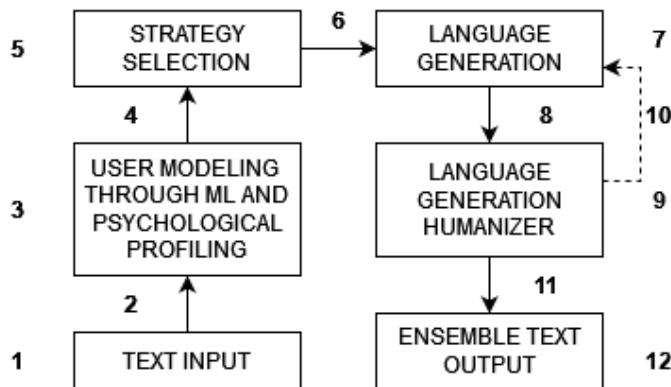 5
STRATEGY
SELECTION
6
LANGUAGE
GENERATION
7
4
8
10
3
USER MODELING
THROUGH ML AND
PSYCHOLOGICAL
PROFILING
LANGUAGE
GENERATION
HUMANIZER
9
2
11
1
TEXT INPUT
ENSEMBLE TEXT
OUTPUT
12